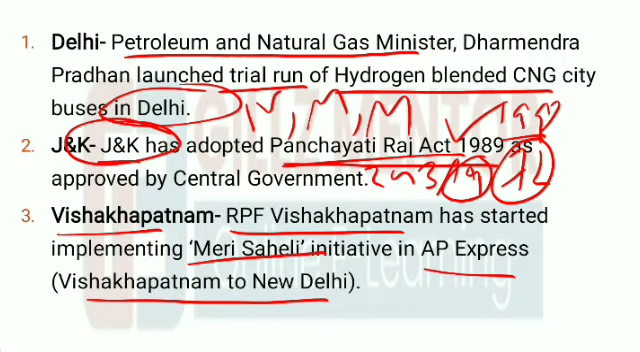 1. Delhi- Petroleum and Natural Gas Minister, Dharmendra
Pradhan launched trial run of Hydrogen blended CNG city
buses in Delhi.
2. J&K- J&K has adopted Panchayati Raj Act 1989 as
approved by Central Government.
3. Vishakhapatnam- RPF Vishakhapatnam has started
implementing ‘Meri Saheli’ initiative in AP Express
(Vishakhapatnam to New Delhi).